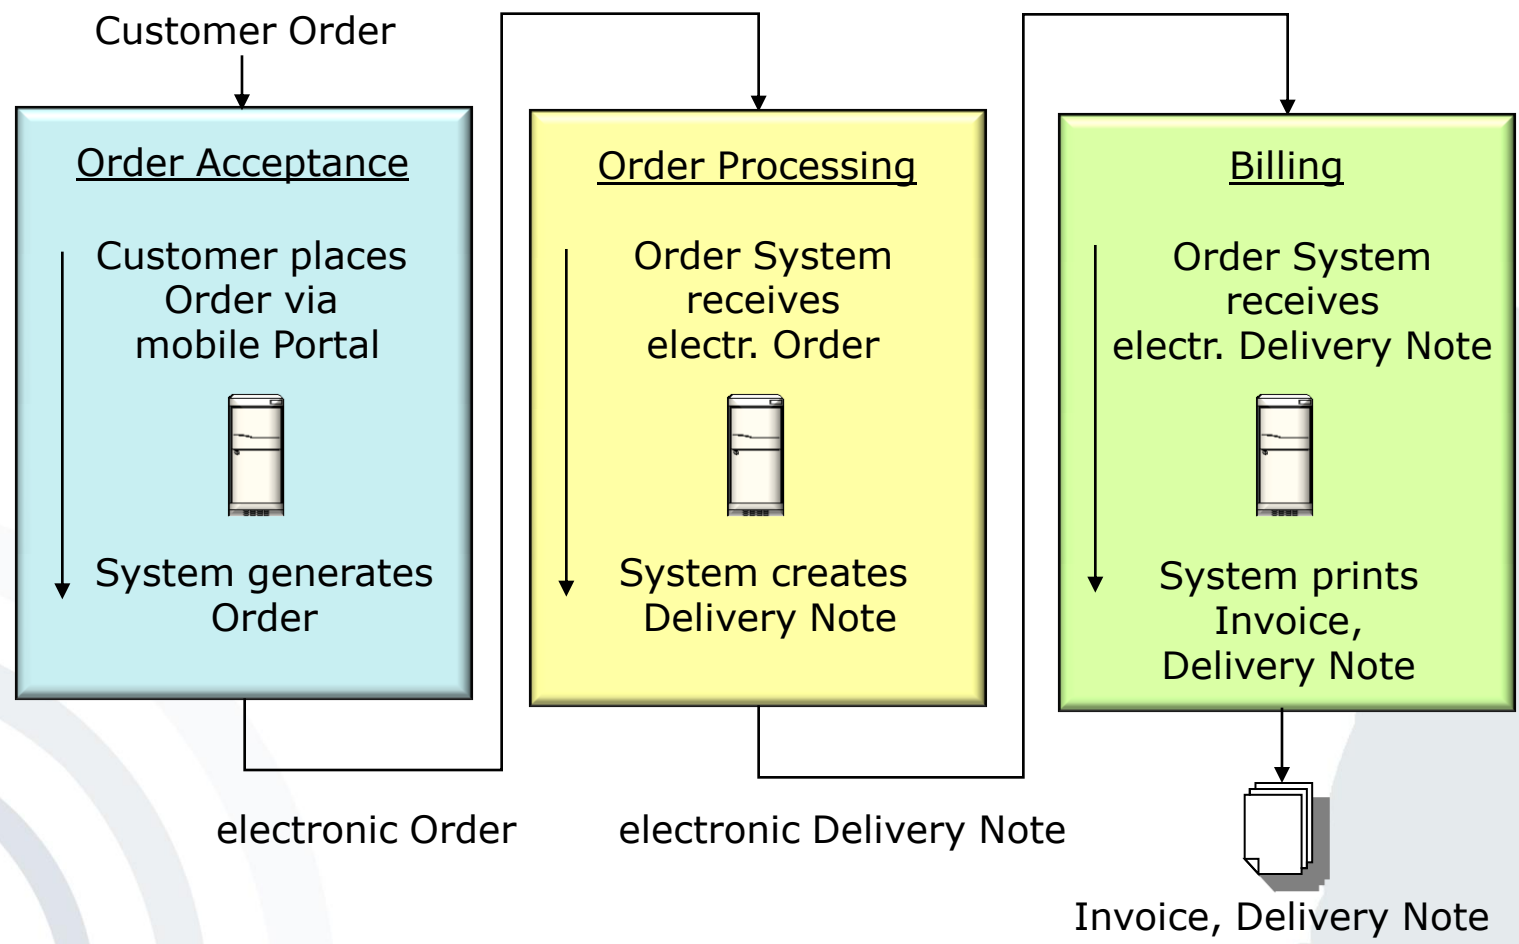 Customer Order
Order Acceptance
Customer places
Order via
mobile Portal
System generates
Order
electronic Order
Order Processing
Order System
receives
electr. Order
System creates
Delivery Note
electronic Delivery Note
Billing
Order System
receives
electr. Delivery Note
System prints
Invoice,
Delivery Note
Invoice, Delivery Note